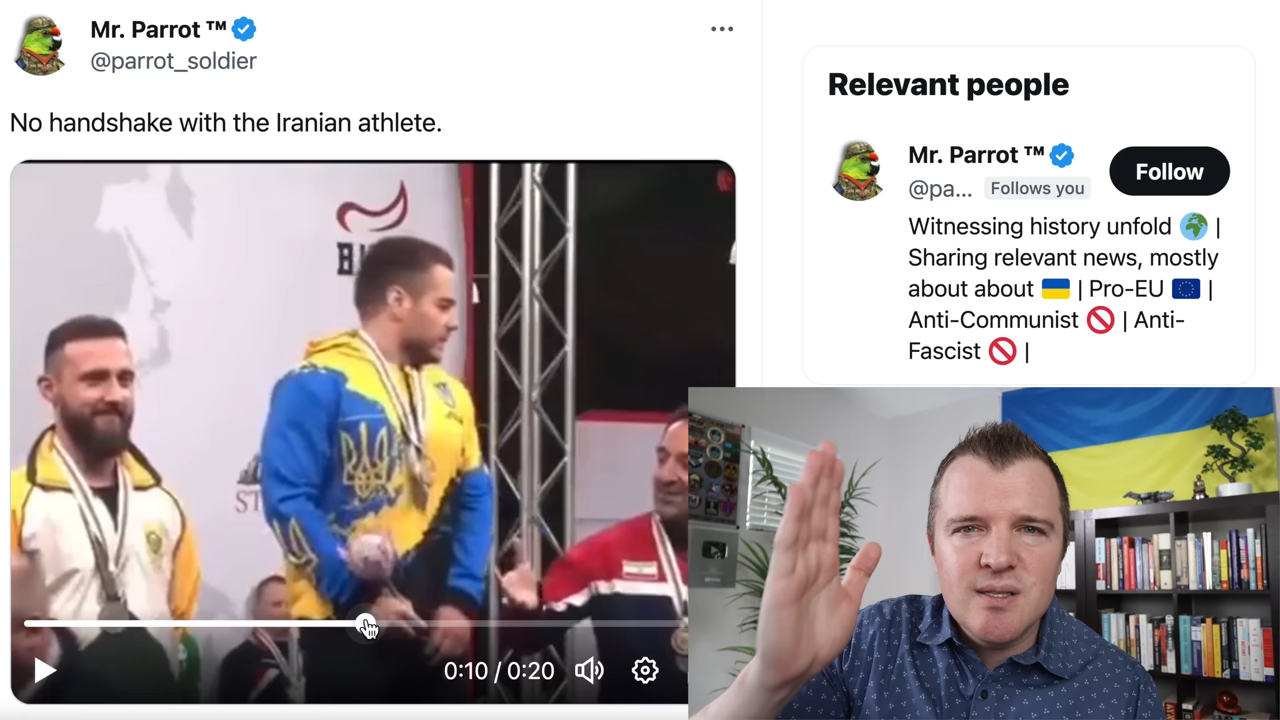 Mr. Parrot ™
@parrot_soldier
No handshake with the Iranian athlete.
0:10 / 0:20
Relevant people
Mr. Parrot ™
@pa... Follows you
Follow
Witnessing history unfold 🌍 |
Sharing relevant news, mostly
about about 🇺🇦 | Pro-EU 🇪🇺 |
Anti-Communist 🚫 | Anti-
Fascist 🚫 |